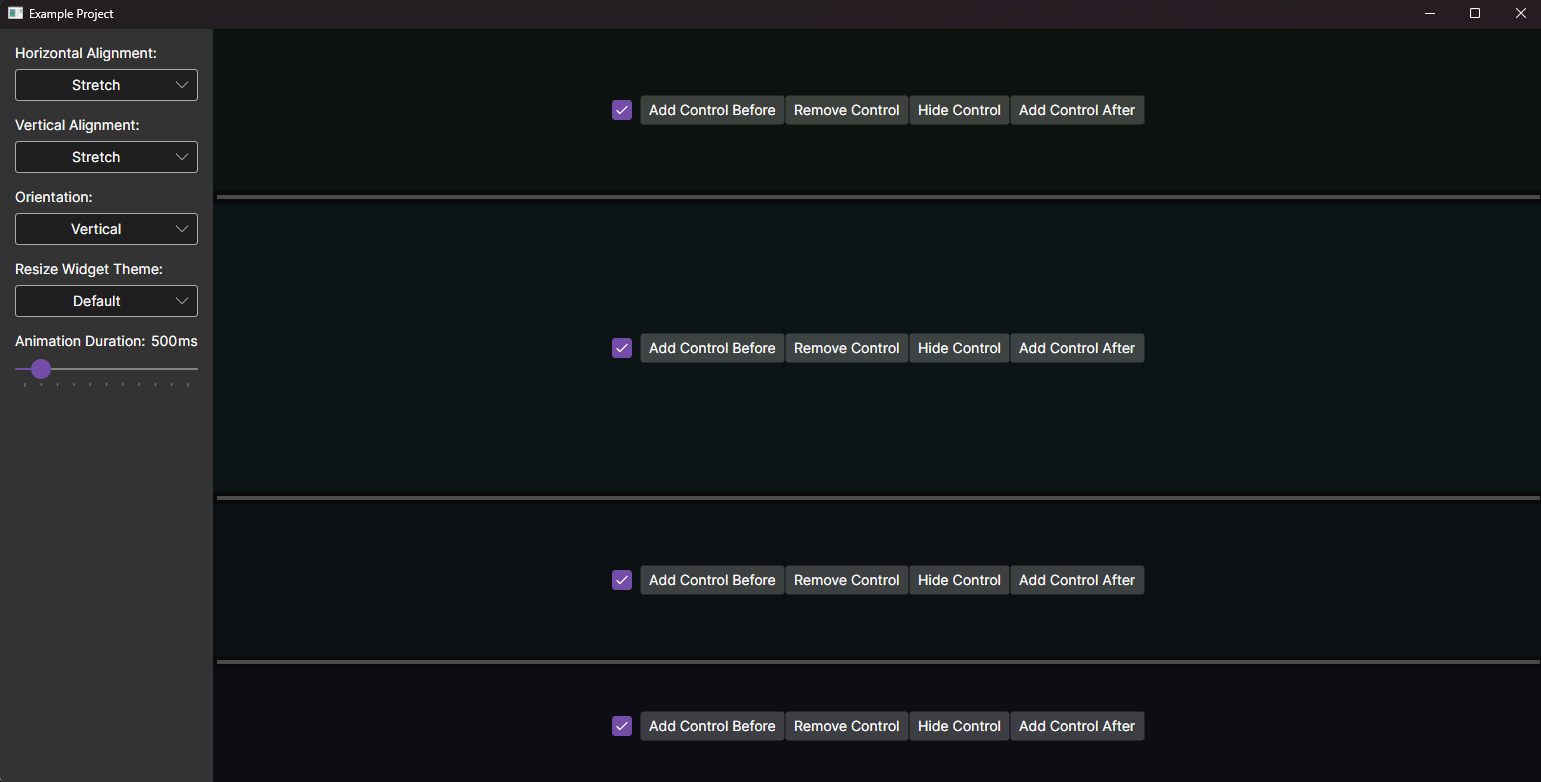 Example Project
Horizontal Alignment:
Stretch
Vertical Alignment:
Stretch
Orientation:
Vertical
Resize Widget Theme:
Default
Animation Duration: 500ms
Add Control Before Remove Control Hide Control Add Control After
Add Control Before Remove Control Hide Control Add Control After
Add Control Before Remove Control Hide Control Add Control After
Add Control Before Remove Control Hide Control Add Control After